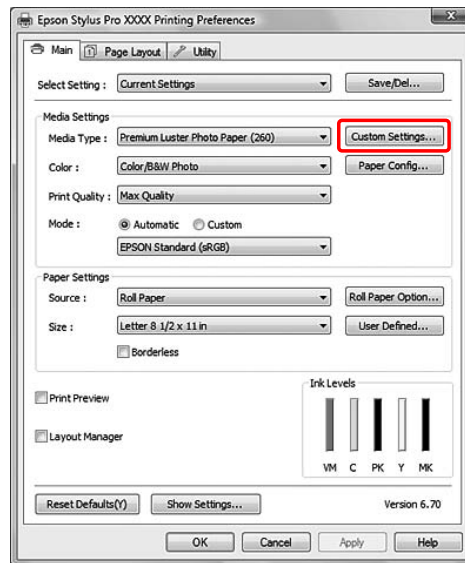 Epson Stylus Pro XXXX Printing Preferences
Main Page Layout Utility
Select Setting : Current Settings Save/Del...
Media Settings
Media Type : Premium Luster Photo Paper (260) Custom Settings...
Color : Color/B&W Photo Paper Config...
Print Quality : Max Quality
Mode : Automatic Custom
EPSON Standard (sRGB)
Paper Settings
Source : Roll Paper Roll Paper Option...
Size : Letter 8 1/2 x 11 in User Defined...
Borderless
Print Preview
Layout Manager
Ink Levels
VM C PK Y MK
Reset Defaults(Y) Show Settings... Version 6.70
OK Cancel Apply Help